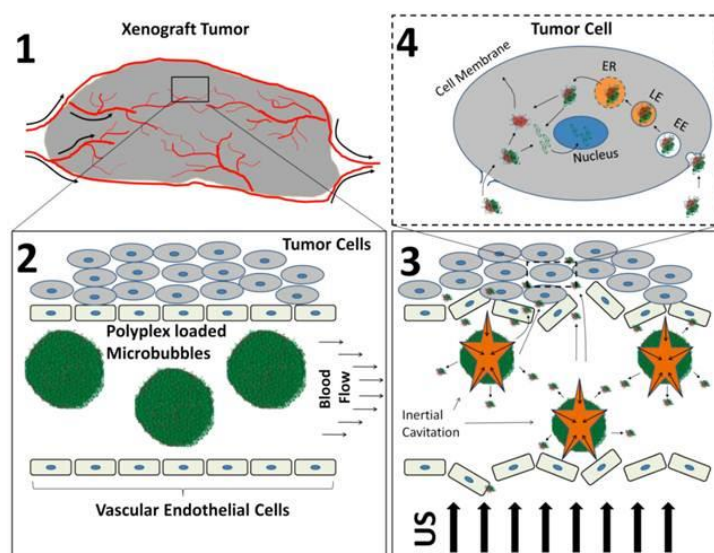 1
Xenograft Tumor
4
Tumor Cell
Cell Membrane
ER
LE
EE
Nucleus
2
Tumor Cells
Polyplex loaded
Microbubbles
Blood
Flow
Vascular Endothelial Cells
3
Inertial
Cavitation
US